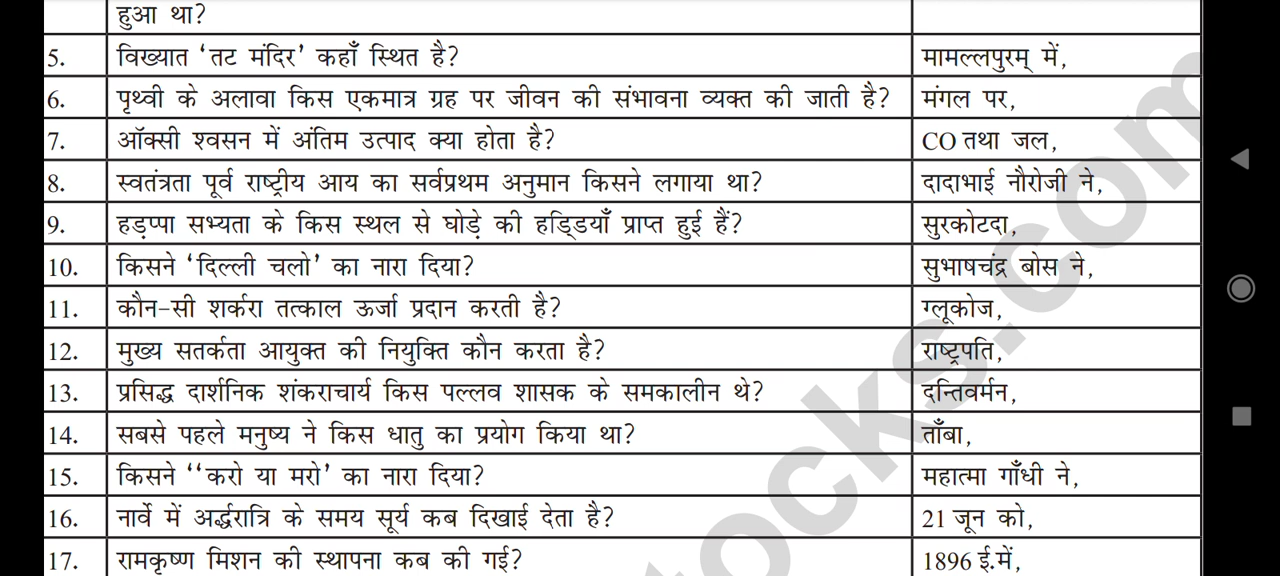 हुआ था?
5. विख्यात ‘तट मंदिर’ कहाँ स्थित है? मामल्लपुरम् में,
6. पृथ्वी के अलावा किस एकमात्र ग्रह पर जीवन की संभावना व्यक्त की जाती है? मंगल पर,
7. ऑक्सी श्वसन में अंतिम उत्पाद क्या होता है? CO तथा जल,
8. स्वतंत्रता पूर्व राष्ट्रीय आय का सर्वप्रथम अनुमान किसने लगाया था? दादाभाई नौरोजी ने,
9. हड़प्पा सभ्यता के किस स्थल से घोड़े की हडि्डयाँ प्राप्त हुई हैं? सुरकोटदा,
10. किसने ‘दिल्ली चलो’ का नारा दिया? सुभाषचंद्र बोस ने,
11. कौन-सी शर्करा तत्काल ऊर्जा प्रदान करती है? ग्लूकोज,
12. मुख्य सतर्कता आयुक्त की नियुक्ति कौन करता है? राष्ट्रपति,
13. प्रसिद्ध दार्शनिक शंकराचार्य किस पल्लव शासक के समकालीन थे? दन्तिवर्मन,
14. सबसे पहले मनुष्य ने किस धातु का प्रयोग किया था? ताँबा,
15. किसने ‘‘करो या मरो’ का नारा दिया? महात्मा गाँधी ने,
16. नार्वे में अर्द्धरात्रि के समय सूर्य कब दिखाई देता है? 21 जून को,
17. रामकृष्ण मिशन की स्थापना कब की गई? 1896 ई.में,
ocks.com